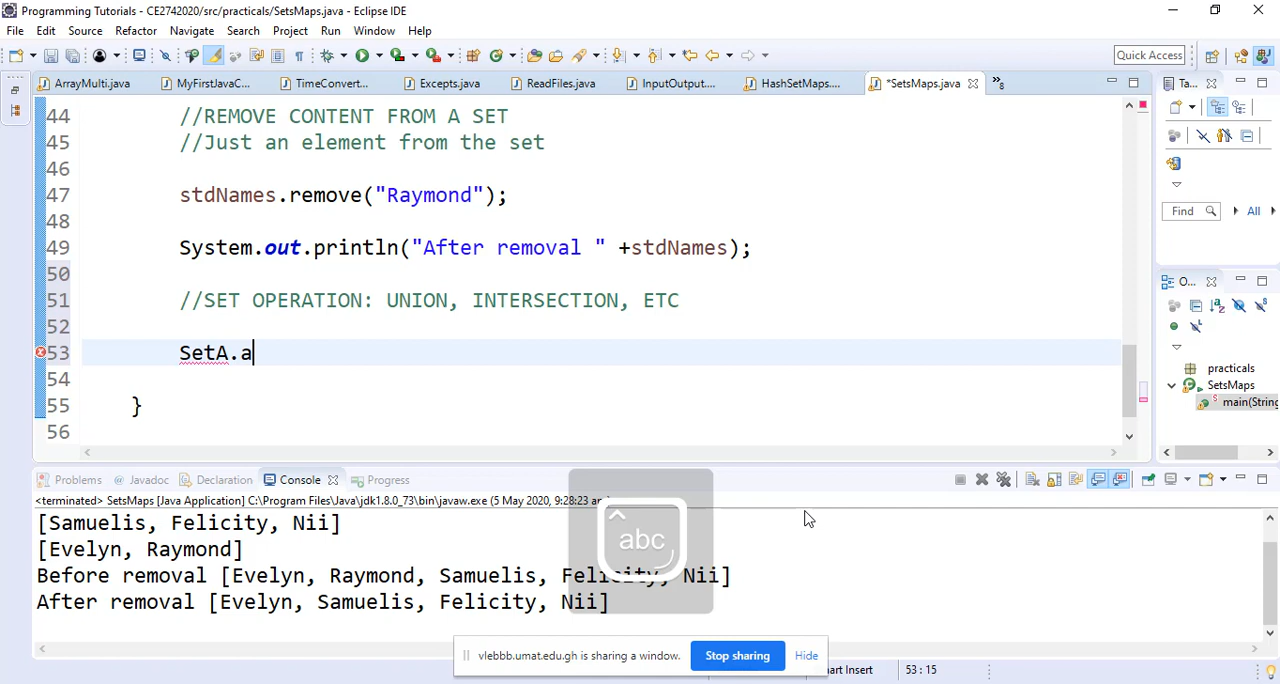 Programming Tutorials - CE2742020/src/practicals/SetsMaps.java - Eclipse IDE
File Edit Source Refactor Navigate Search Project Run Window Help
Quick Access
ArrayMulti.java MyFirstJavaC... TimeConvert... Excepts.java ReadFiles.java InputOutput.... HashSetMaps.... *SetsMaps.java »8 Ta...
44 //REMOVE CONTENT FROM A SET
45 //Just an element from the set
46
47 stdNames.remove("Raymond");
48
49 System.out.println("After removal " +stdNames);
50
51 //SET OPERATION: UNION, INTERSECTION, ETC
52
53 SetA.a
54
55 }
56
Find All
O...
practicals
SetsMaps
main(String
Problems @ Javadoc Declaration Console Progress
<terminated> SetsMaps [Java Application] C:\Program Files\Java\jdk1.8.0_73\bin\javaw.exe (5 May 2020, 9:28:23 am
[Samuelis, Felicity, Nii]
[Evelyn, Raymond]
Before removal [Evelyn, Raymond, Samuelis, Felicity, Nii]
After removal [Evelyn, Samuelis, Felicity, Nii]
abc
vlebbb.umat.edu.gh is sharing a window. Stop sharing Hide
art Insert 53 : 15